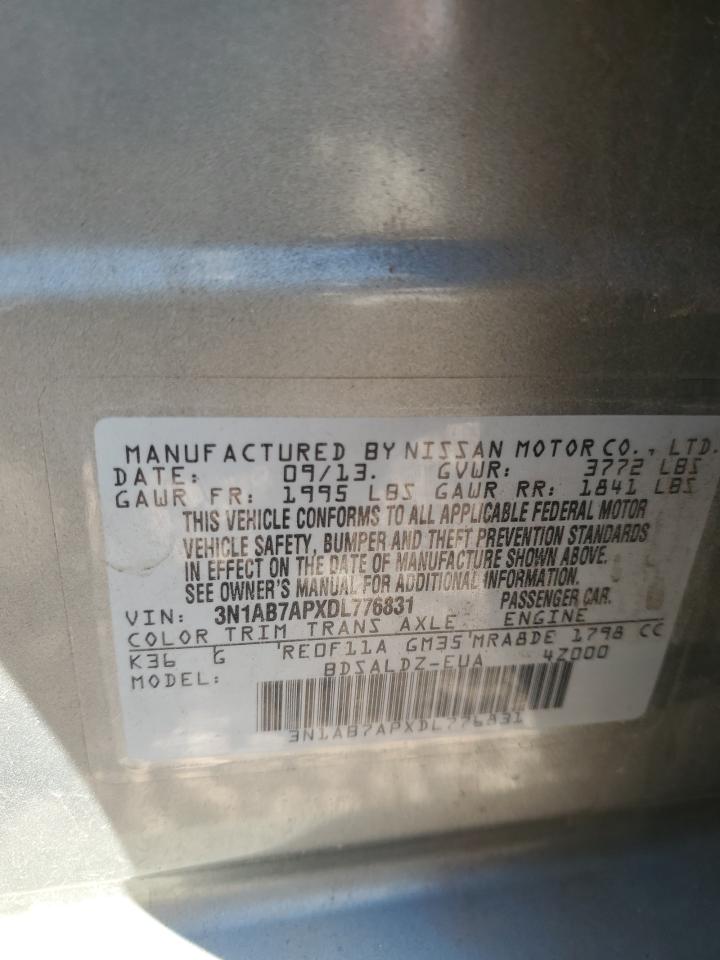 MANUFACTURED BY NISSAN MOTOR CO., LTD.
DATE: 09/13. GVWR: 3772 LBS
GAWR FR: 1995 LBS GAWR RR: 1841 LBS
THIS VEHICLE CONFORMS TO ALL APPLICABLE FEDERAL MOTOR
VEHICLE SAFETY, BUMPER AND THEFT PREVENTION STANDARDS
IN EFFECT ON THE DATE OF MANUFACTURE SHOWN ABOVE.
SEE OWNER'S MANUAL FOR ADDITIONAL INFORMATION.
VIN: 3N1AB7APXDL776831 PASSENGER CAR.
COLOR TRIM TRANS AXLE ENGINE
K36 G RE0F11A GM35 MRA8DE 1798 CC
MODEL: BDSALDZ-EUA 4Z000
3N1AB7APXDL776831